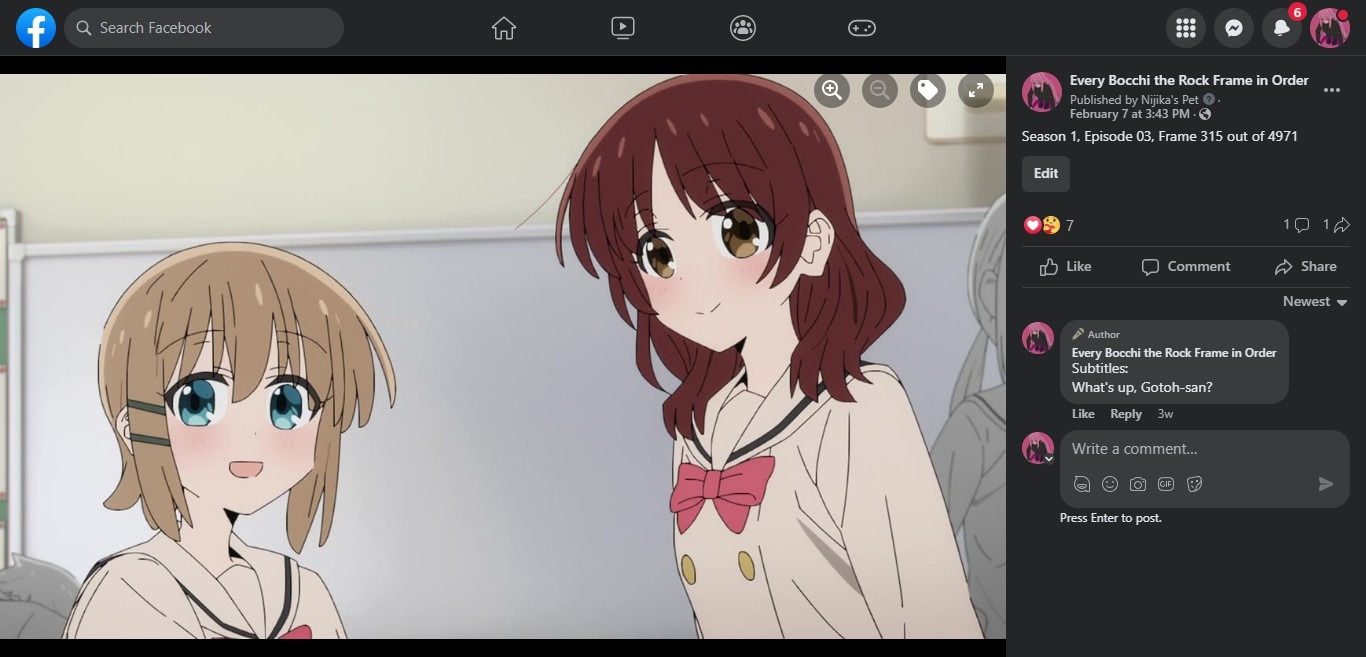 Search Facebook
6
Every Bocchi the Rock Frame in Order
Published by Nijika's Pet ? ·
February 7 at 3:43 PM ·
Season 1, Episode 03, Frame 315 out of 4971
Edit
7
1
1
Like
Comment
Share
Newest
Author
Every Bocchi the Rock Frame in Order
Subtitles:
What's up, Gotoh-san?
Like Reply 3w
Write a comment...
GIF
Press Enter to post.